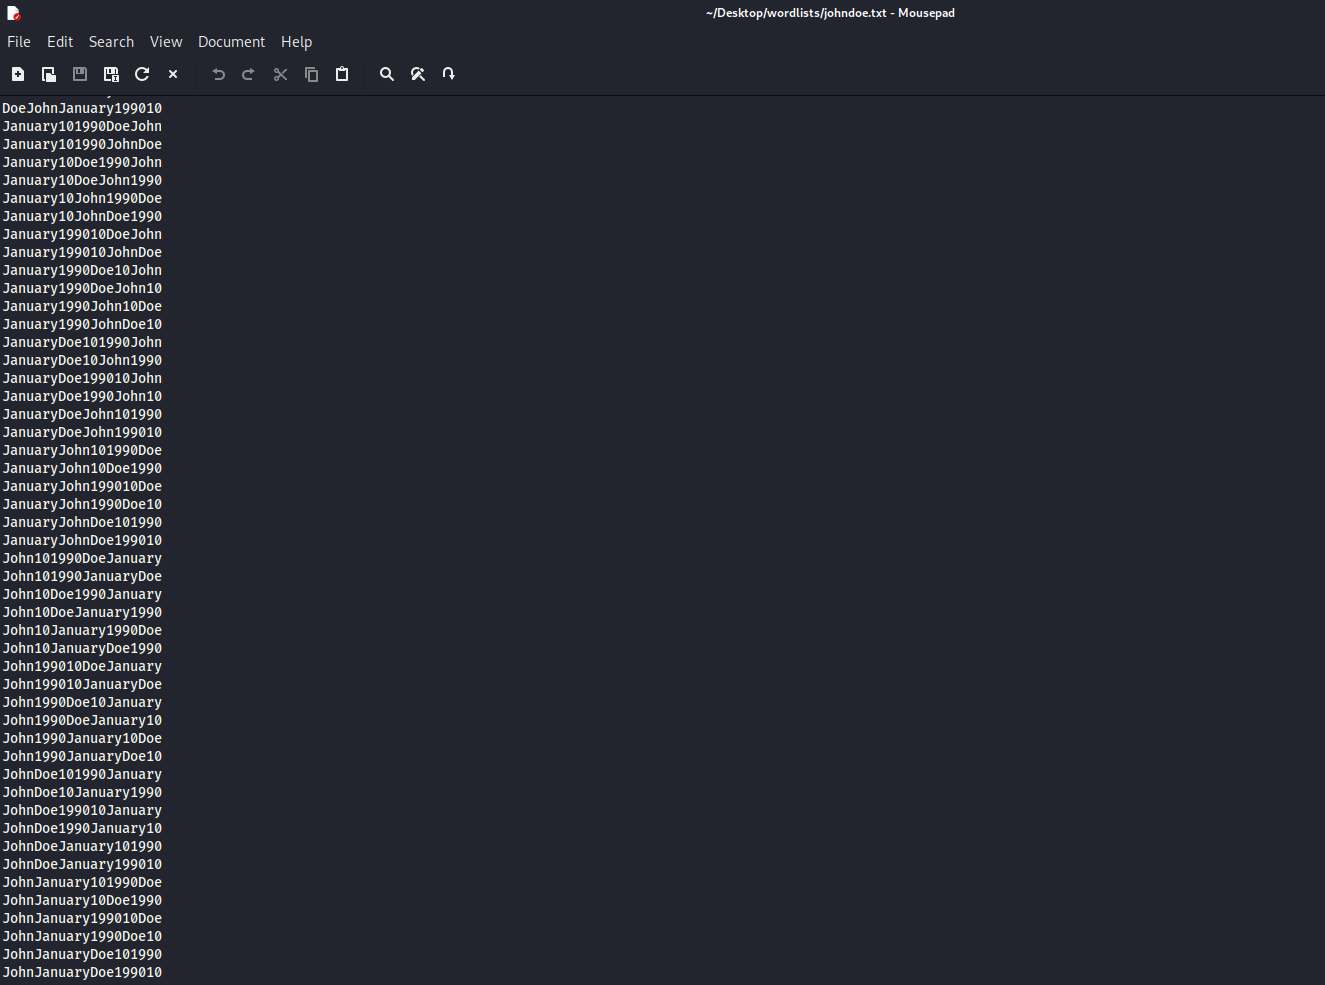 ~/Desktop/wordlists/johndoe.txt - Mousepad
File Edit Search View Document Help
DoeJohnJanuary199010
January101990DoeJohn
January101990JohnDoe
January10Doe1990John
January10DoeJohn1990
January10John1990Doe
January10JohnDoe1990
January199010DoeJohn
January199010JohnDoe
January1990Doe10John
January1990DoeJohn10
January1990John10Doe
January1990JohnDoe10
JanuaryDoe101990John
JanuaryDoe10John1990
JanuaryDoe199010John
JanuaryDoe1990John10
JanuaryDoeJohn101990
JanuaryDoeJohn199010
JanuaryJohn101990Doe
JanuaryJohn10Doe1990
JanuaryJohn199010Doe
JanuaryJohn1990Doe10
JanuaryJohnDoe101990
JanuaryJohnDoe199010
John101990DoeJanuary
John101990JanuaryDoe
John10Doe1990January
John10DoeJanuary1990
John10January1990Doe
John10JanuaryDoe1990
John199010DoeJanuary
John199010JanuaryDoe
John1990Doe10January
John1990DoeJanuary10
John1990January10Doe
John1990JanuaryDoe10
JohnDoe101990January
JohnDoe10January1990
JohnDoe199010January
JohnDoe1990January10
JohnDoeJanuary101990
JohnDoeJanuary199010
JohnJanuary101990Doe
JohnJanuary10Doe1990
JohnJanuary199010Doe
JohnJanuary1990Doe10
JohnJanuaryDoe101990
JohnJanuaryDoe199010